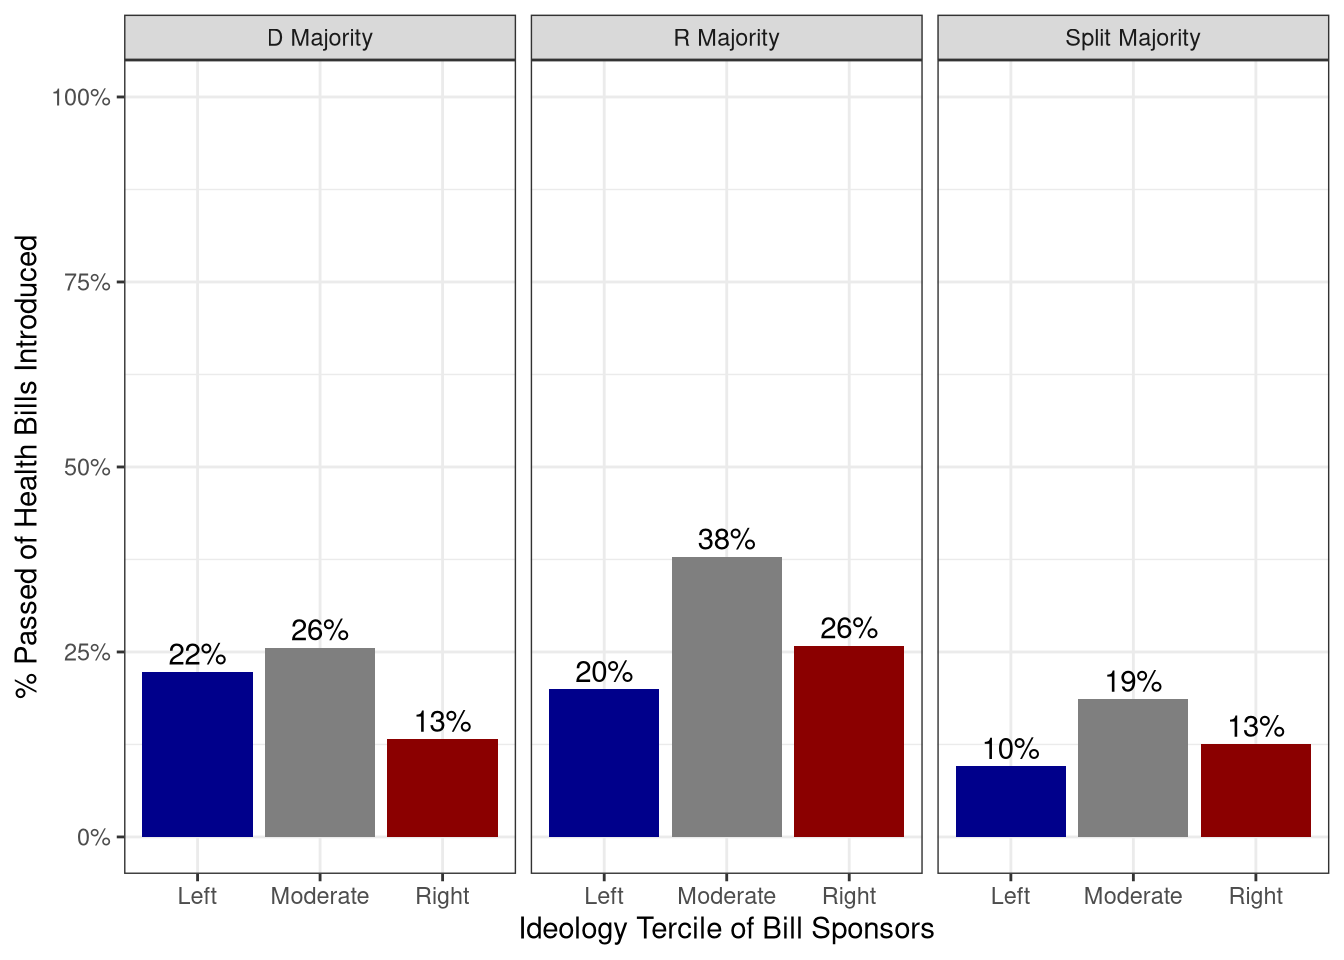 D Majority
R Majority
Split Majority
% Passed of Health Bills Introduced
100%
75%
50%
25%
0%
22%
26%
13%
20%
38%
26%
10%
19%
13%
Left
Moderate
Right
Left
Moderate
Right
Left
Moderate
Right
Ideology Tercile of Bill Sponsors